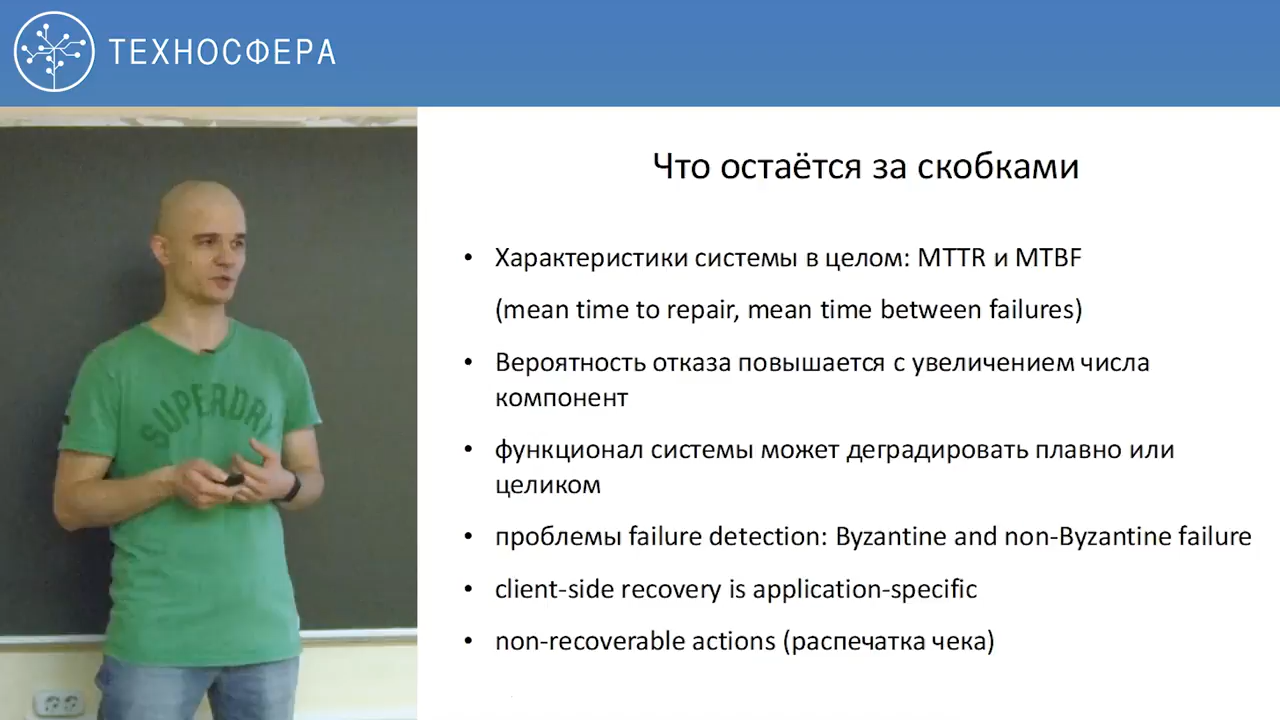 ТЕХНОСФЕРА
SUPERDRY
Что остаётся за скобками
• Характеристики системы в целом: MTTR и MTBF
(mean time to repair, mean time between failures)
• Вероятность отказа повышается с увеличением числа
компонент
• функционал системы может деградировать плавно или
целиком
• проблемы failure detection: Byzantine and non-Byzantine failure
• client-side recovery is application-specific
• non-recoverable actions (распечатка чека)